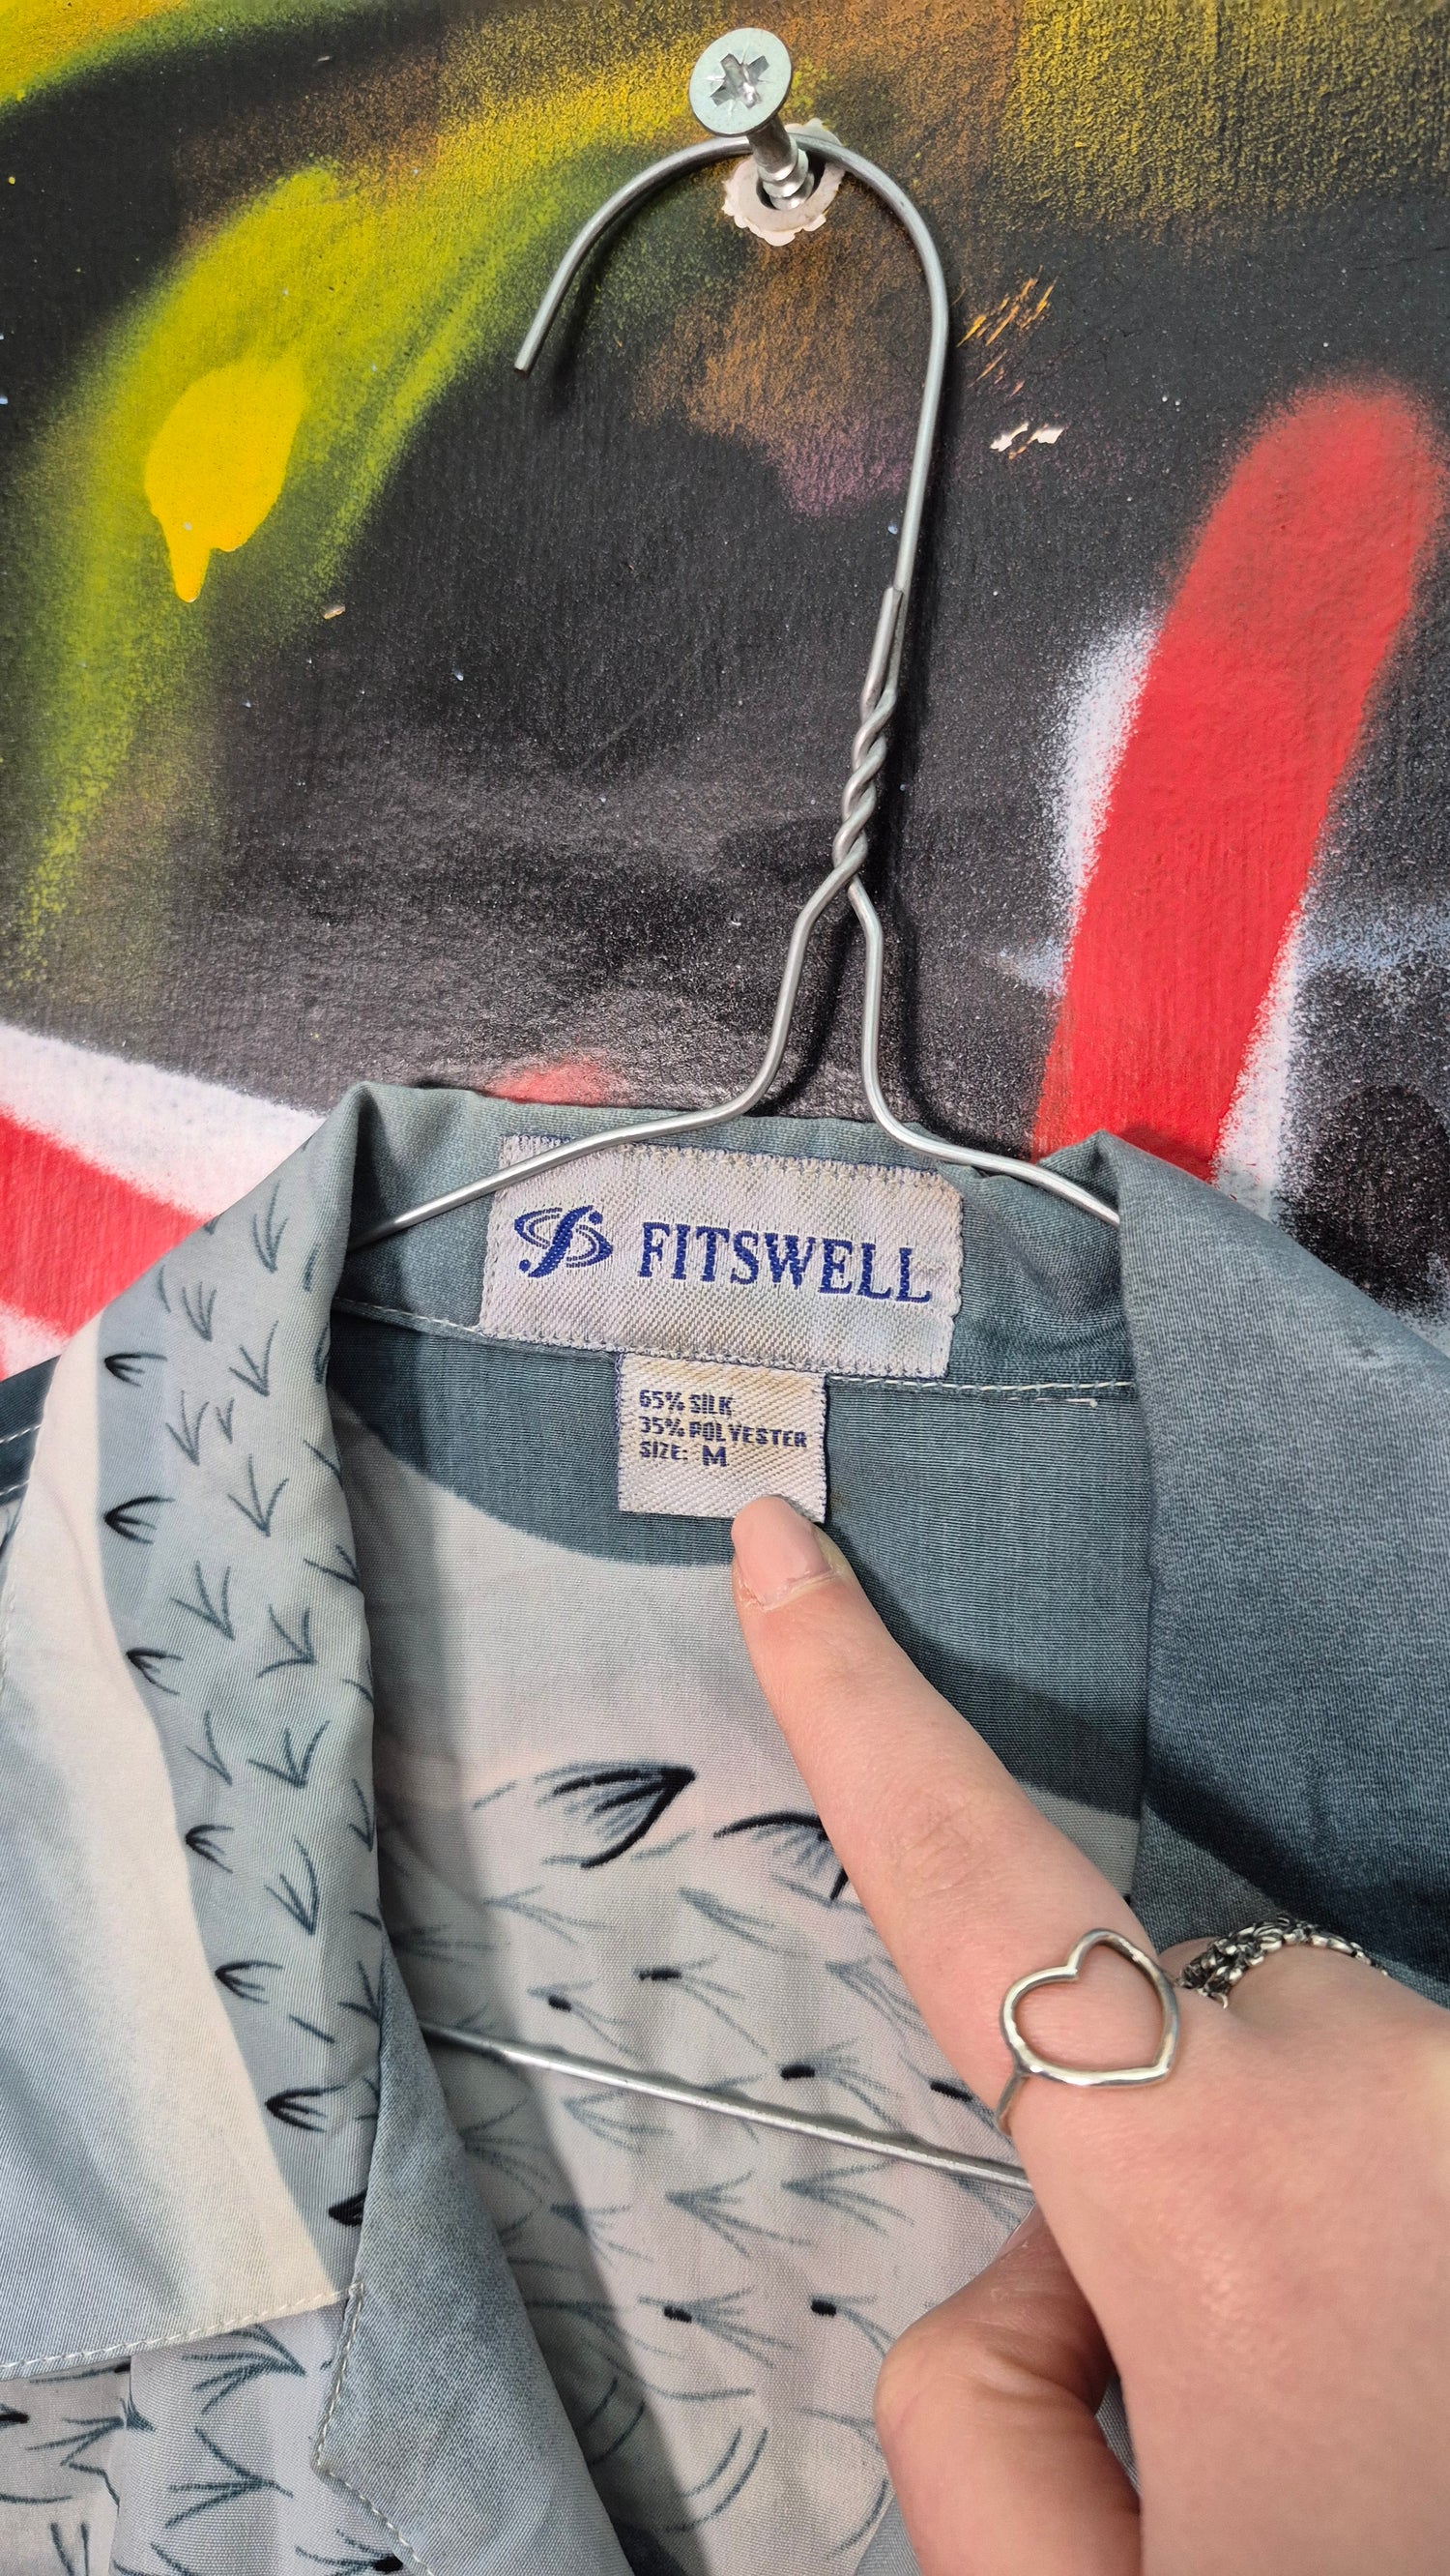 FITSWELL
65% SILK
35% POLYESTER
SIZE: M